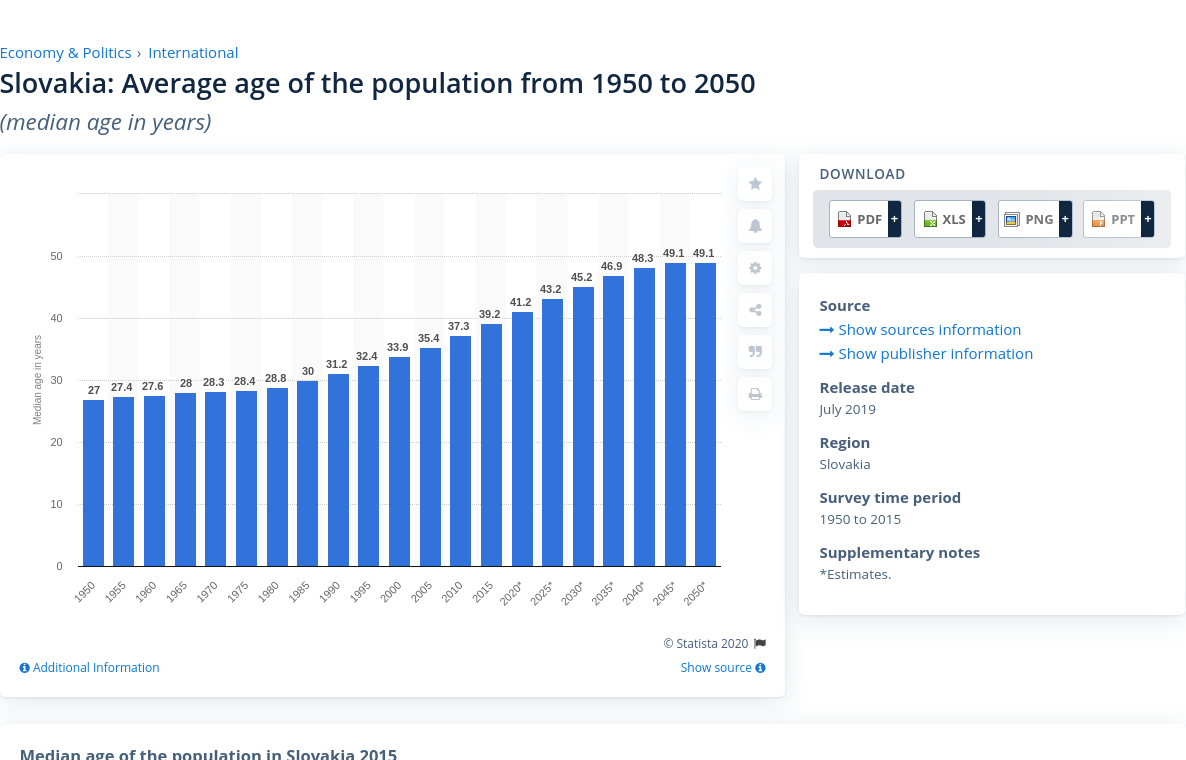 Economy & Politics › International
Slovakia: Average age of the population from 1950 to 2050
(median age in years)
Median age in years
50
40
30
20
10
0
27
27.4
27.6
28
28.3
28.4
28.8
30
31.2
32.4
33.9
35.4
37.3
39.2
41.2
43.2
45.2
46.9
48.3
49.1
49.1
1950
1955
1960
1965
1970
1975
1980
1985
1990
1995
2000
2005
2010
2015
2020*
2025*
2030*
2035*
2040*
2045*
2050*
© Statista 2020
Additional Information
Show source
DOWNLOAD
PDF +
XLS +
PNG +
PPT +
Source
Show sources information
Show publisher information
Release date
July 2019
Region
Slovakia
Survey time period
1950 to 2015
Supplementary notes
*Estimates.
Median age of the population in Slovakia 2015